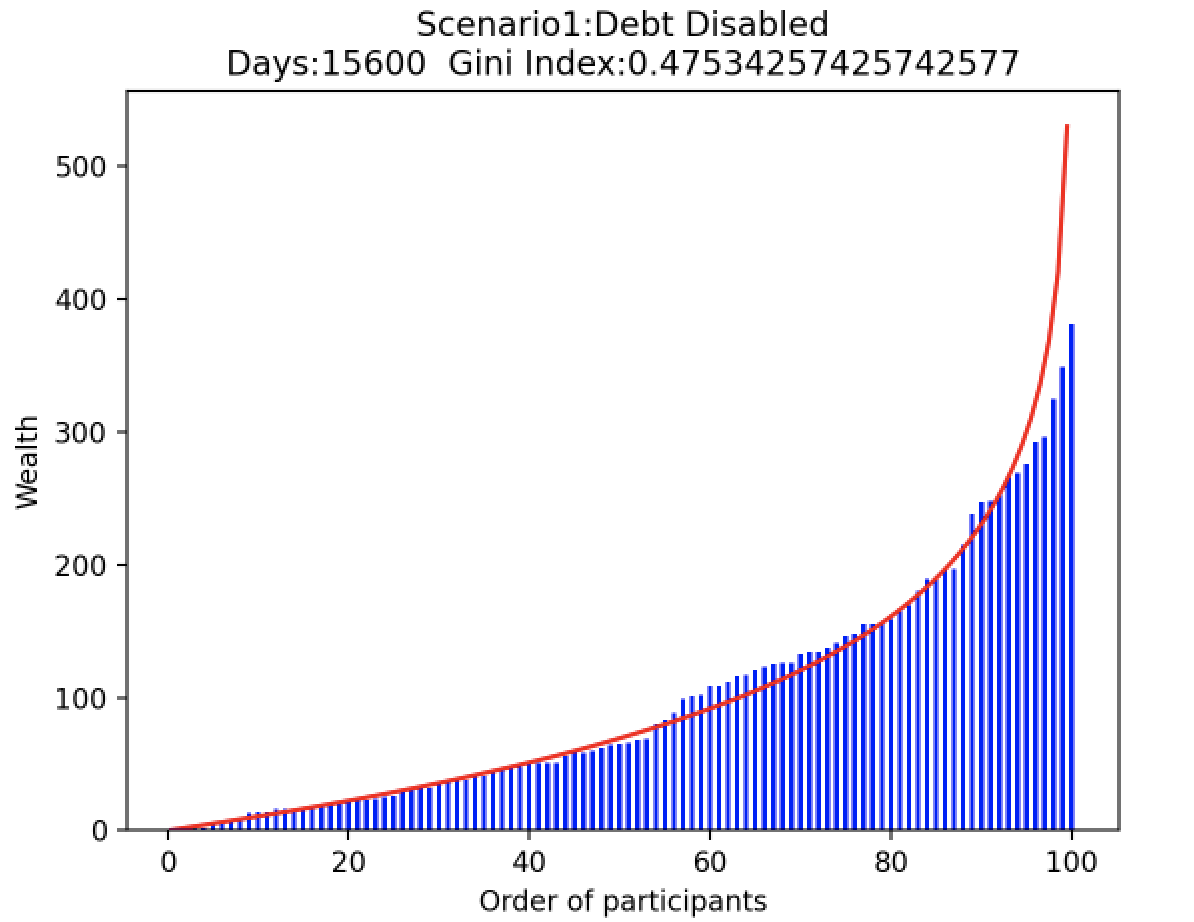 Scenario1:Debt Disabled
Days:15600  Gini Index:0.47534257425742577
500
400
300
200
100
0
Wealth
0 20 40 60 80 100
Order of participants